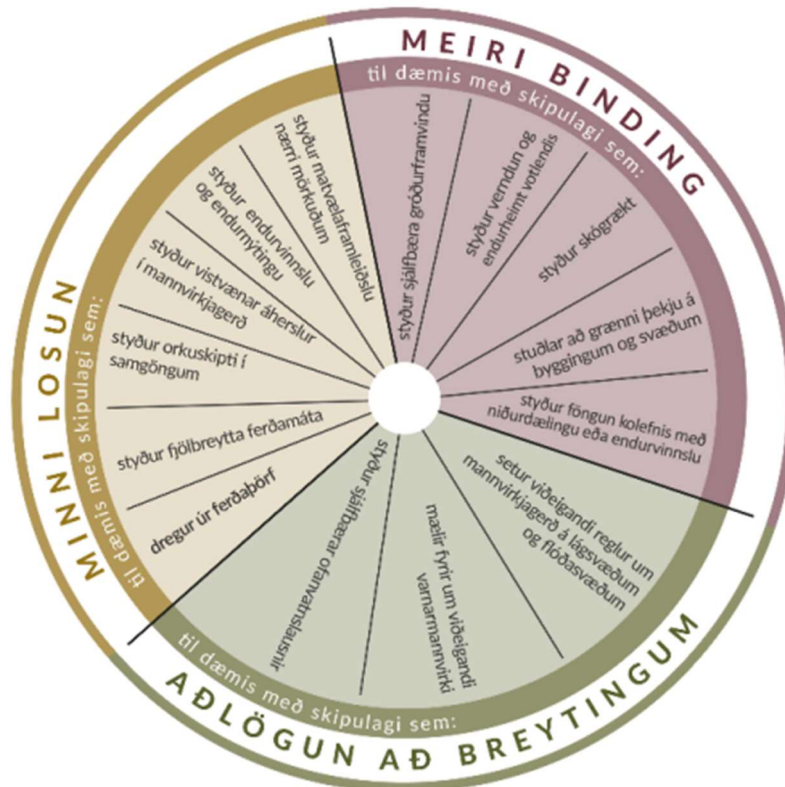 MEIRI BINDING
til dæmis með skipulagi sem:
styður sjálfbæra gróðurframvindu
styður verndun og
endurheimt votlendis
styður skógrækt
stuðlar að grænni þekju á
byggingum og svæðum
styður föngun kolefnis með
niðurdælingu eða endurvinnslu
AÐLÖGUN AÐ BREYTINGUM
til dæmis með skipulagi sem:
setur viðeigandi reglur um
mannvirkjagerð á lágsvæðum
og flóðasvæðum
mælir fyrir um viðeigandi
varnarmannvirki
styður sjálfbærar ofanvatnslausnir
MINNI LOSUN
til dæmis með skipulagi sem:
dregur úr ferðaþörf
styður fjölbreytta ferðamáta
styður orkuskipti í
samgöngum
styður vistvænar áherslur
í mannvirkjagerð
styður endurvinnslu
og endurnýtingu
styður matvælaframleiðslu
nærri mörkuðum